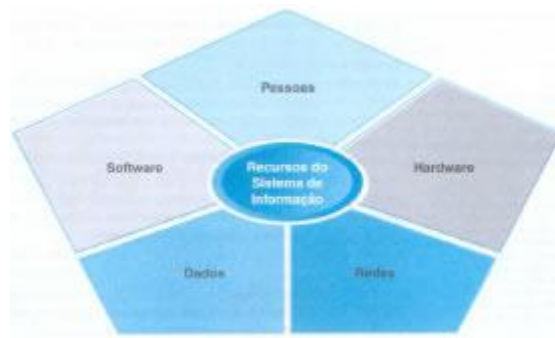 Pessoas
Software
Recursos do
Sistema de
Informação
Hardware
Dados
Redes